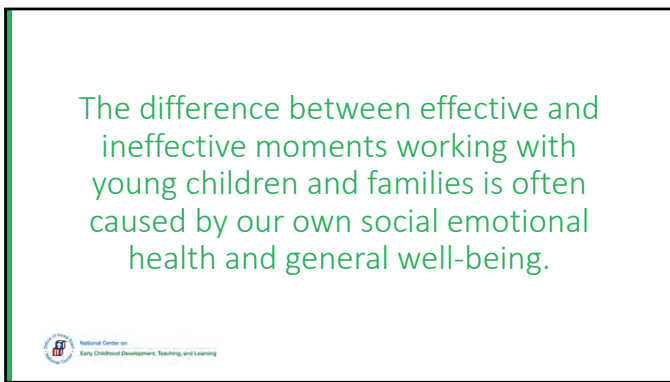 The difference between effective and
ineffective moments working with
young children and families is often
caused by our own social emotional
health and general well-being.
National Center on
Early Childhood Development, Teaching, and Learning